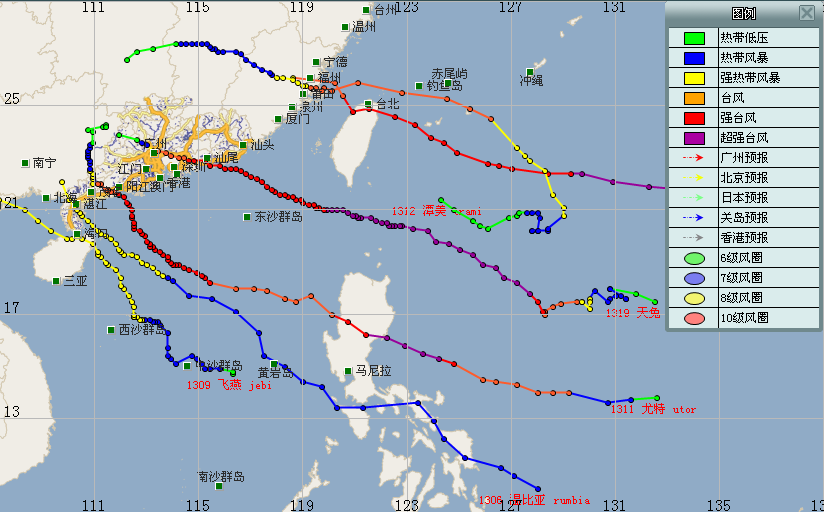 111
115
119
123
127
131
台州
温州
宁德
福州
莆田
泉州
厦门
台北
赤尾屿
钓鱼岛
冲绳
25
广州
汕头
汕尾
深圳
香港
江门
阳江
澳门
南宁
北海
湛江
21
海口
三亚
东沙群岛
1312 潭美 trami
1319 天兔
17
西沙群岛
中沙群岛
黄岩岛
马尼拉
1309 飞燕 jebi
1311 尤特 utor
13
南沙群岛
1306 温比亚 rumbia
111
115
119
123
127
131
135
图例
热带低压
热带风暴
强热带风暴
台风
强台风
超强台风
广州预报
北京预报
日本预报
关岛预报
香港预报
6级风圈
7级风圈
8级风圈
10级风圈